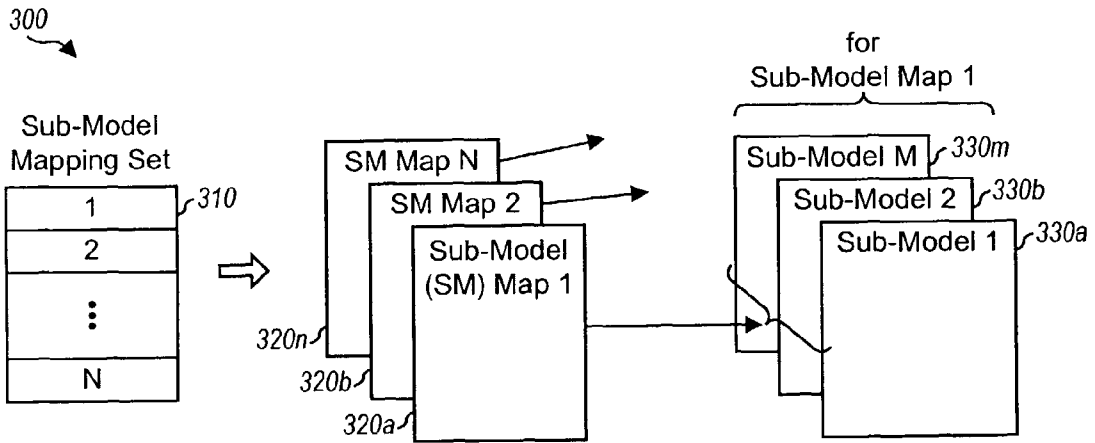 300
for
Sub-Model Map 1
Sub-Model
Mapping Set
1
310
2
N
SM Map N
SM Map 2
Sub-Model
(SM) Map 1
320n
320b
320a
Sub-Model M
330m
Sub-Model 2
330b
Sub-Model 1
330a